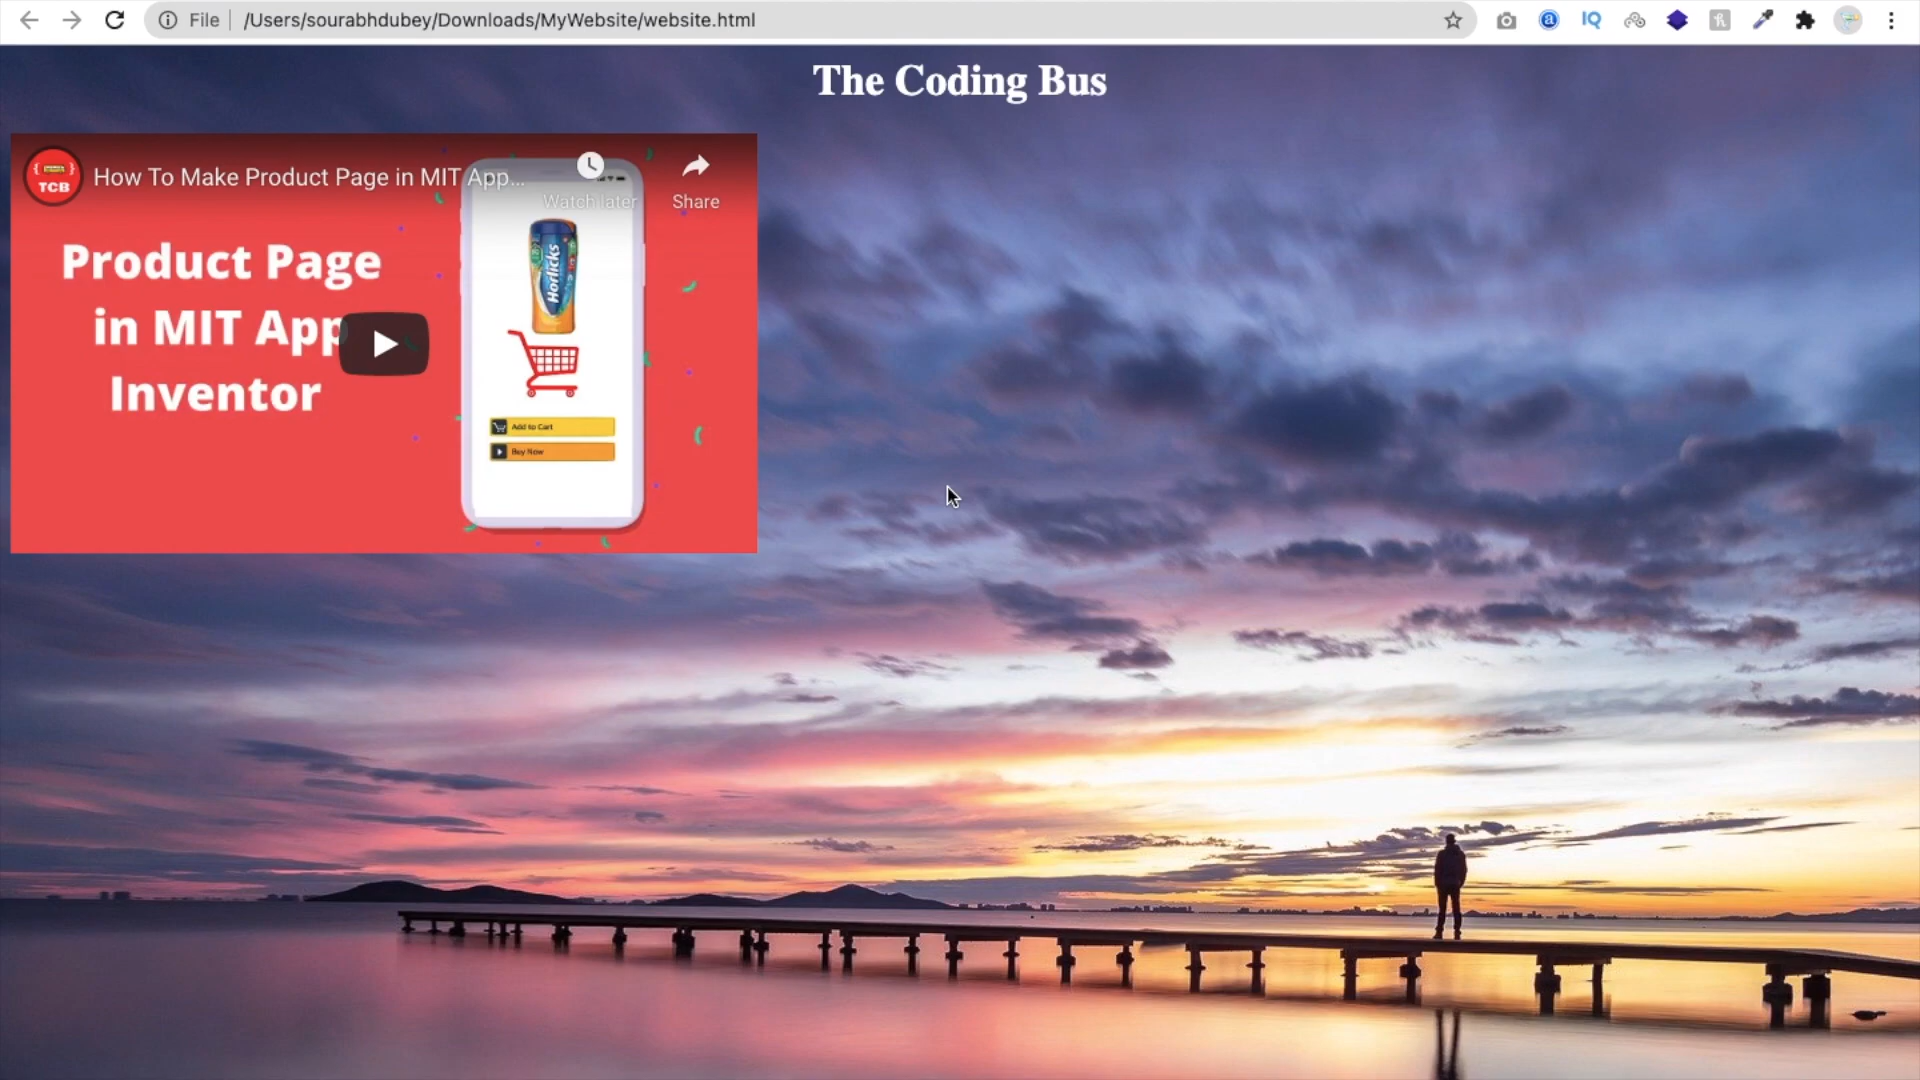 File /Users/sourabhdubey/Downloads/MyWebsite/website.html
The Coding Bus
TCB
How To Make Product Page in MIT App...
Watch later
Share
Product Page
in MIT App
Inventor
Horlicks
Add to Cart
Buy Now